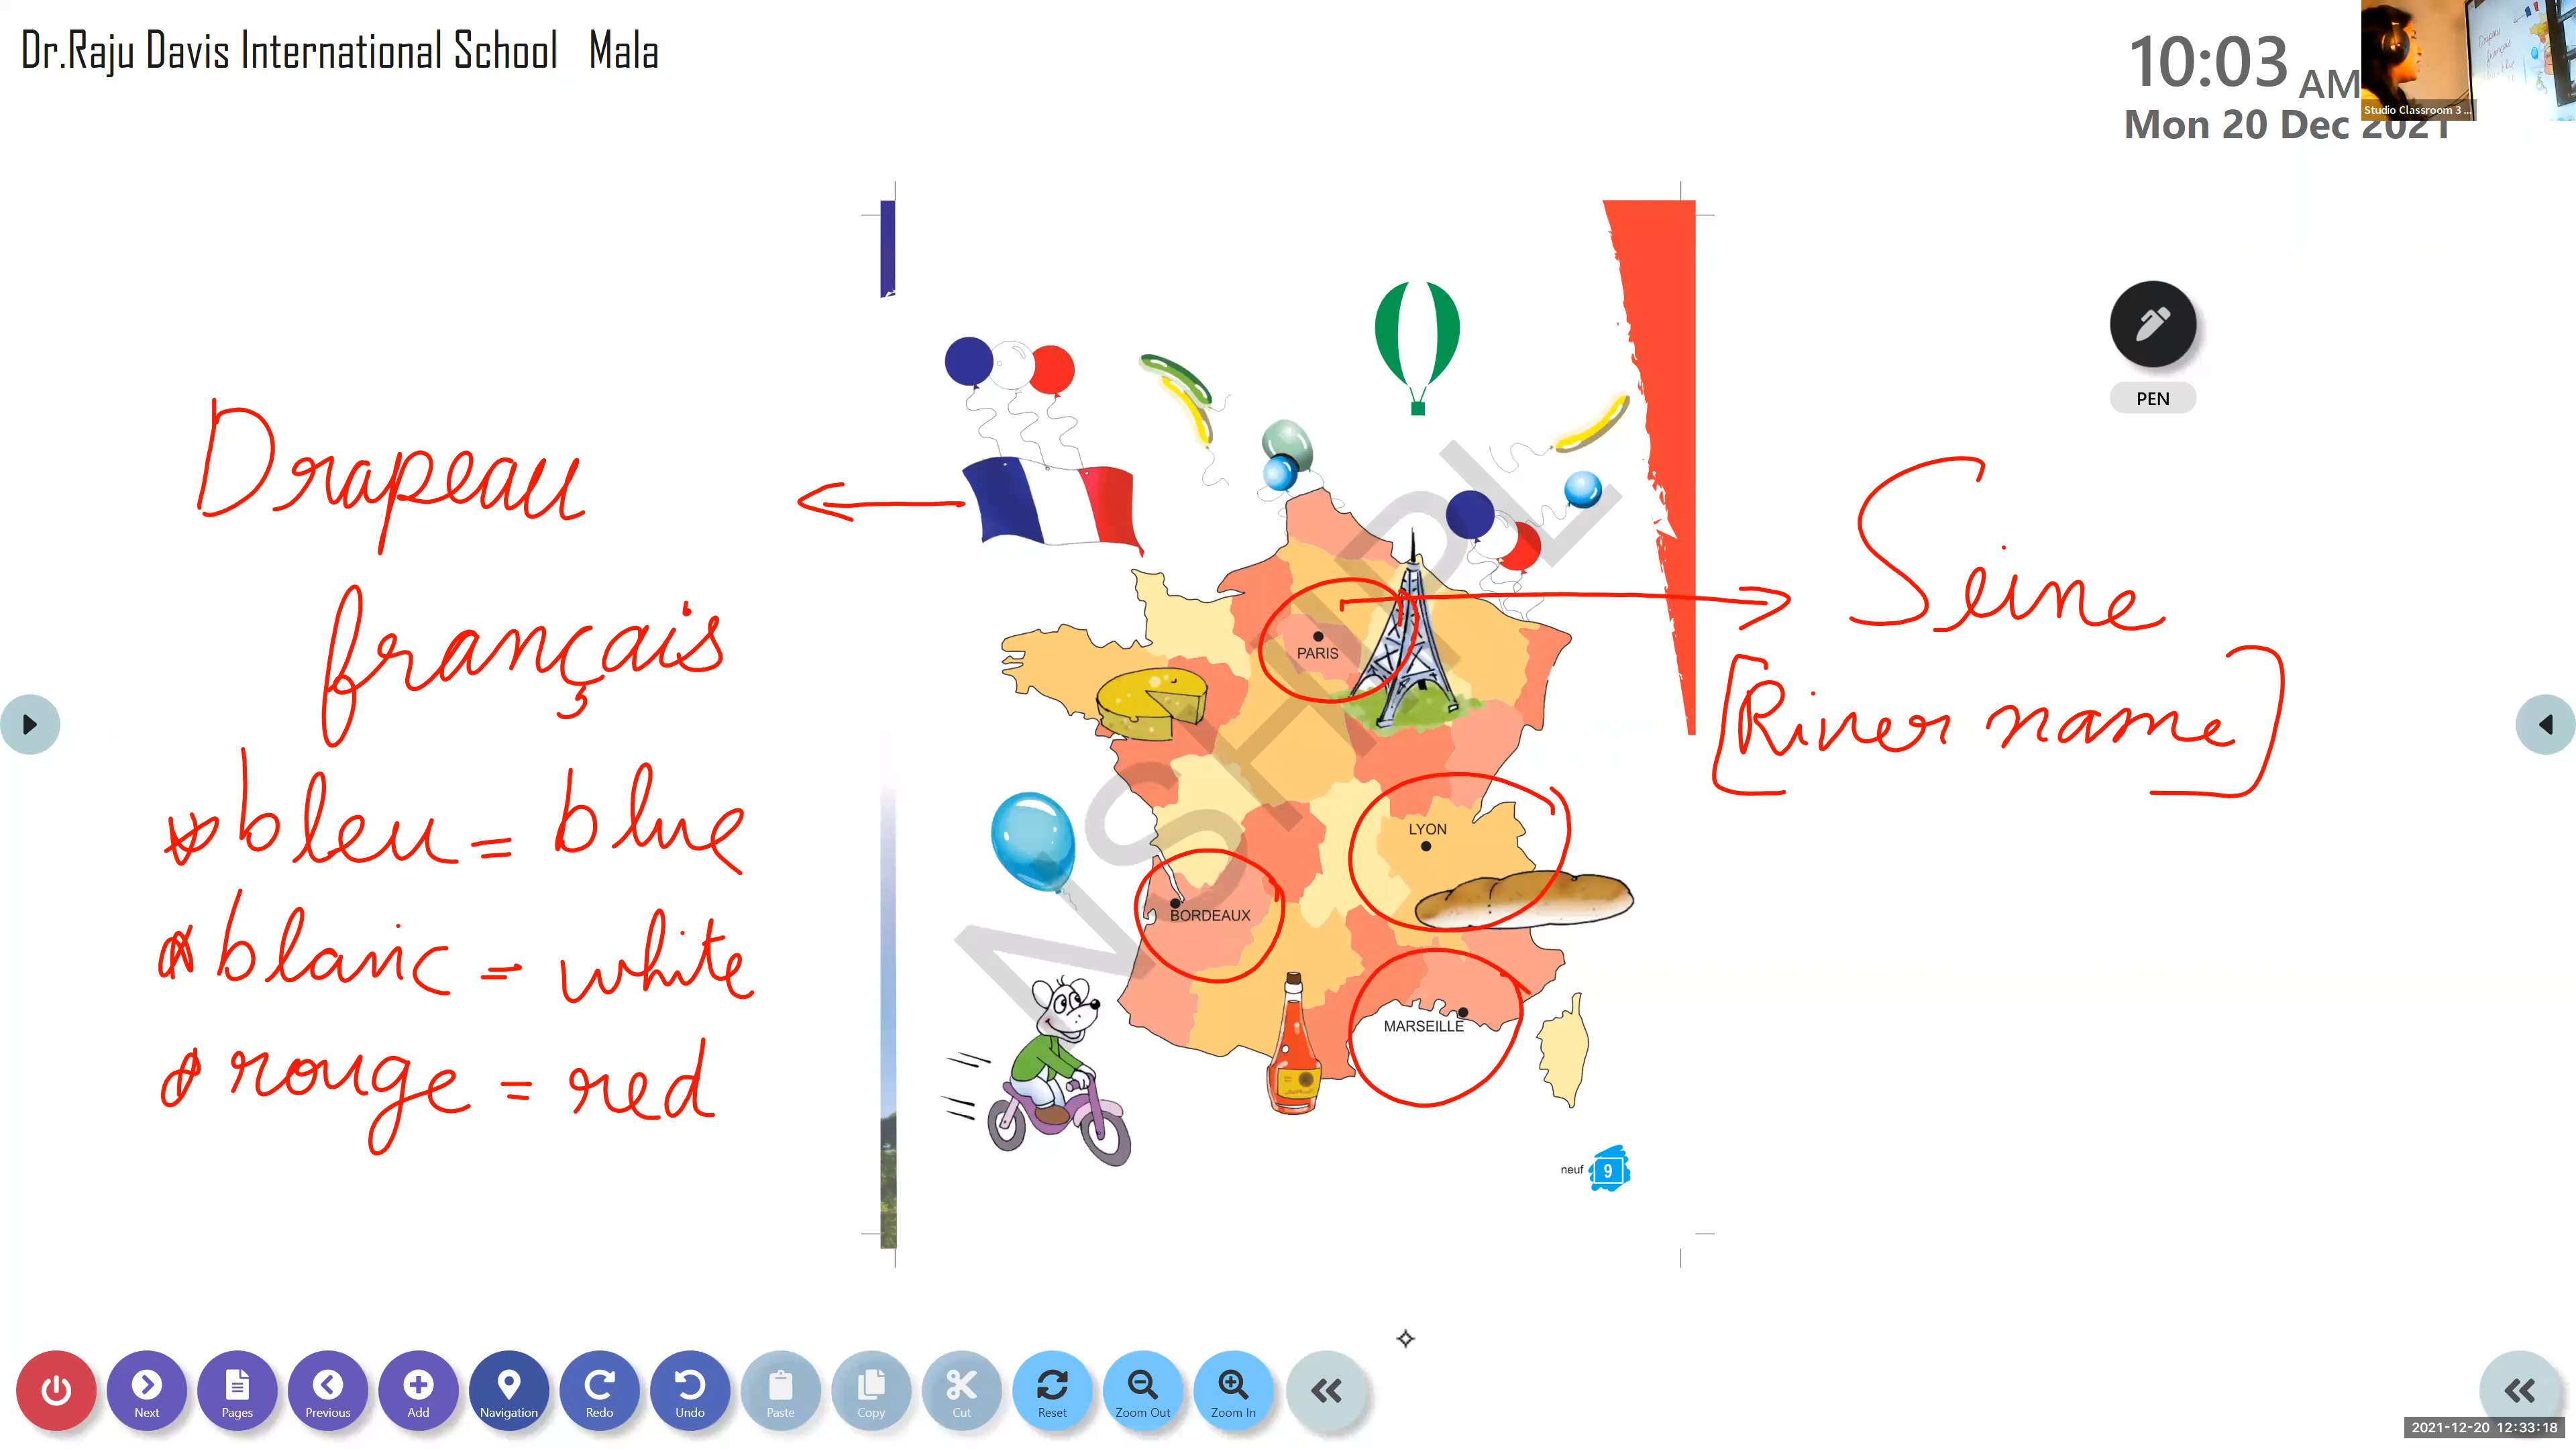 Dr.Raju Davis International School Mala
10:03 AM
Mon 20 Dec 2021
Studio Classroom 3 ...
PEN
Drapeau
français
bleu = blue
blanc = white
rouge = red
Seine
[River name]
PARIS
LYON
BORDEAUX
MARSEILLE
NSHIPL
neuf 9
Next
Pages
Previous
Add
Navigation
Redo
Undo
Paste
Copy
Cut
Reset
Zoom Out
Zoom In
2021-12-20 12:33:18